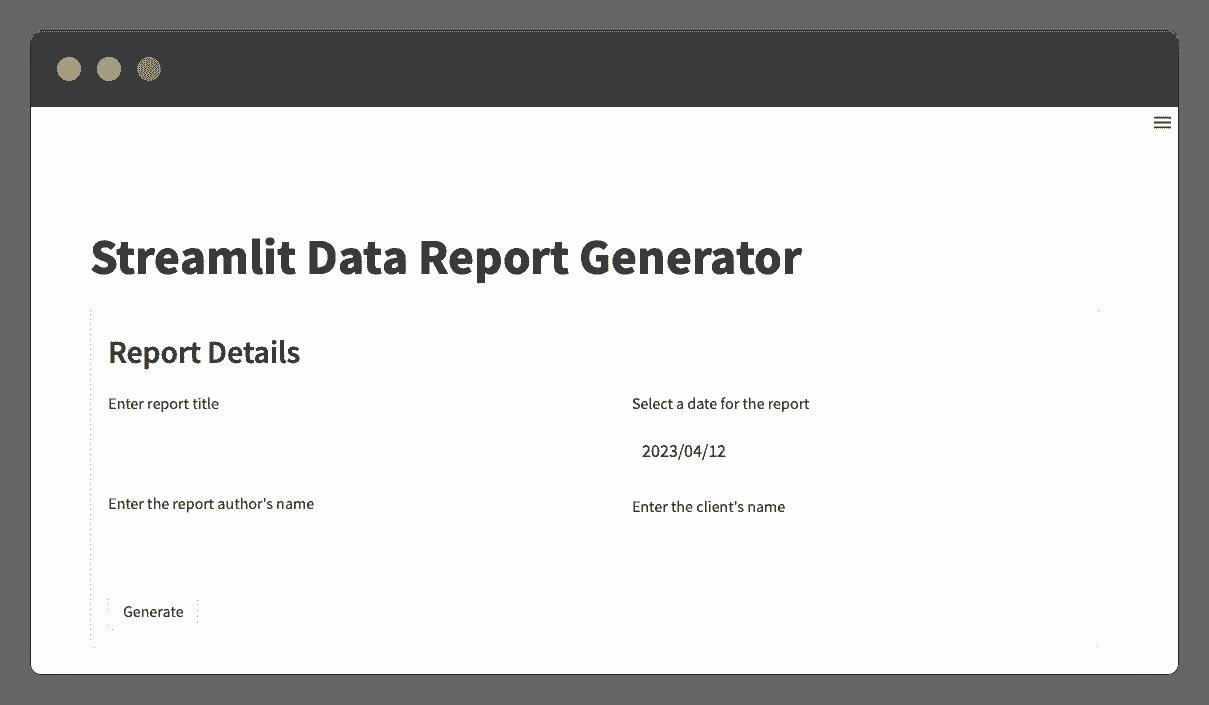 Streamlit Data Report Generator
Report Details
Enter report title
Select a date for the report
2023/04/12
Enter the report author's name
Enter the client's name
Generate